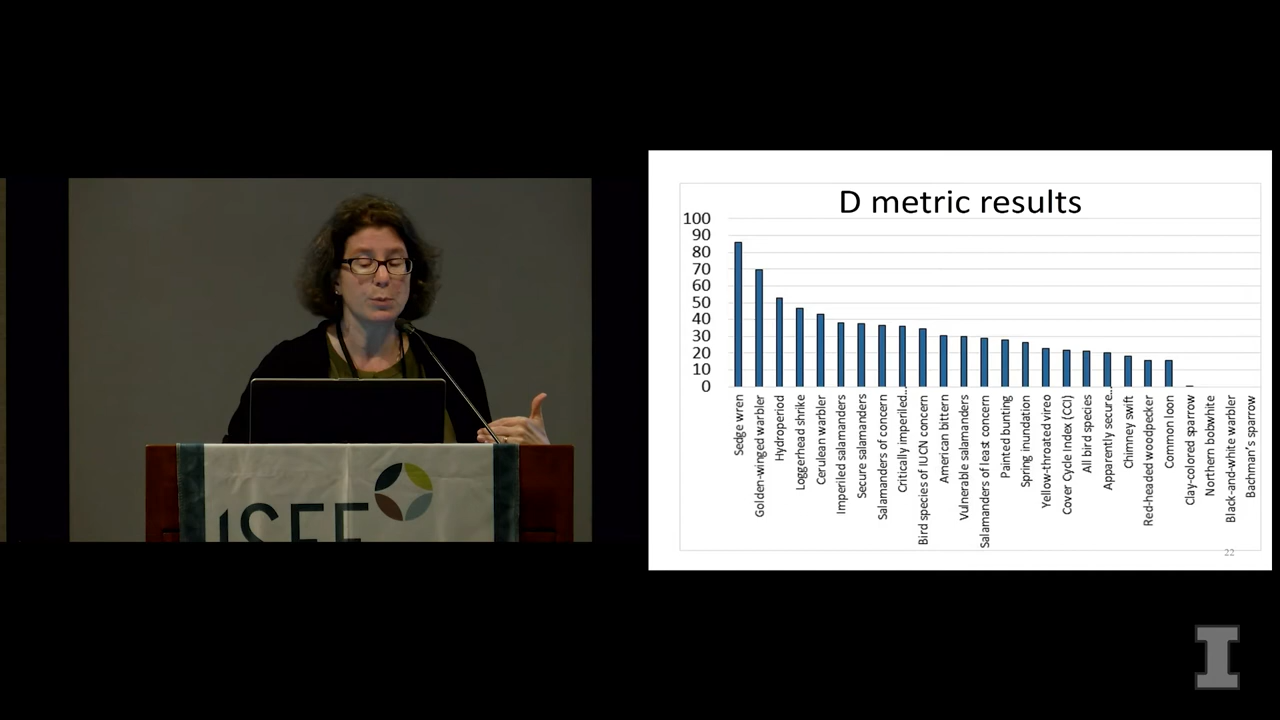 D metric results
100
90
80
70
60
50
40
30
20
10
0
Sedge wren
Golden-winged warbler
Hydroperiod
Loggerhead shrike
Cerulean warbler
Imperiled salamanders
Secure salamanders
Salamanders of concern
Critically imperiled...
Bird species of IUCN concern
American bittern
Vulnerable salamanders
Salamanders of least concern
Painted bunting
Spring inundation
Yellow-throated vireo
Cover Cycle Index (CCI)
All bird species
Apparently secure...
Chimney swift
Red-headed woodpecker
Common loon
Clay-colored sparrow
Northern bobwhite
Black-and-white warbler
Bachman's sparrow
22
I